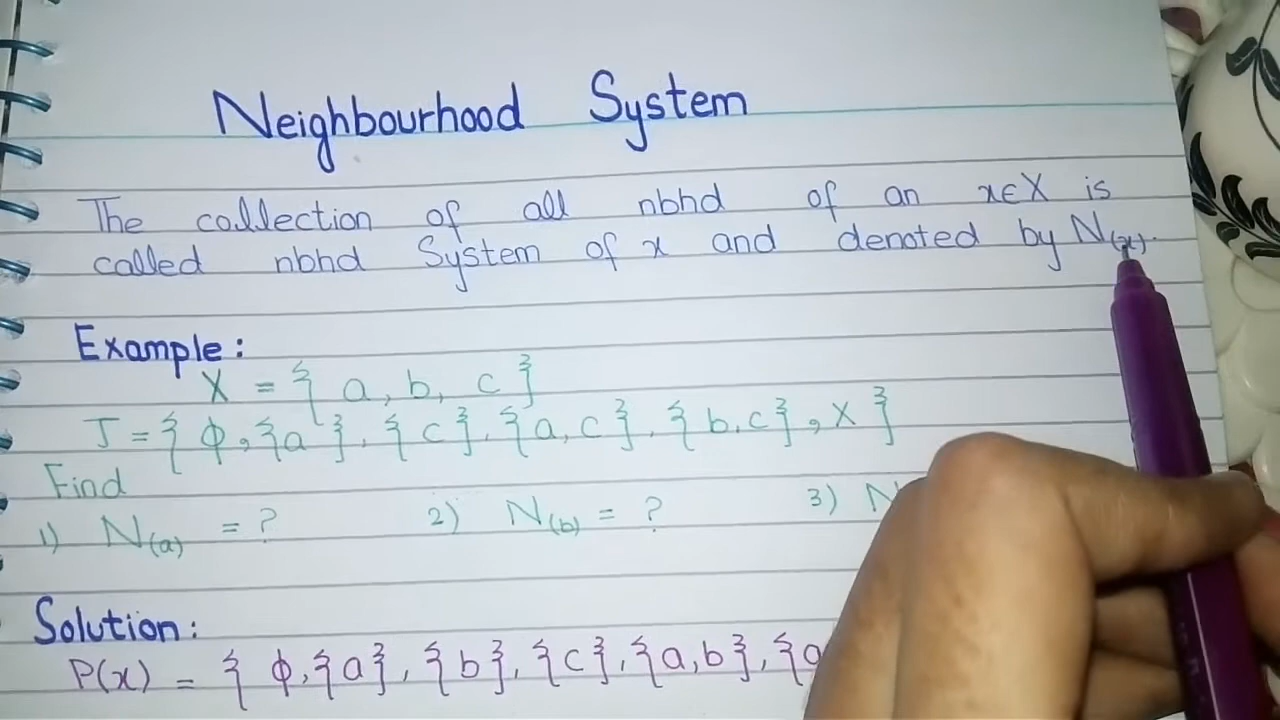 Neighbourhood System
The collection of all nbhd of an x∈X is
called nbhd System of x and denoted by N(x).
Example:
X = { a, b, c }
J = { ϕ, {a}, {c}, {a, c}, {b, c}, X }
Find
1) N(a) = ? 2) N(b) = ? 3) N
Solution:
P(x) = { ϕ, {a}, {b}, {c}, {a, b}, {a